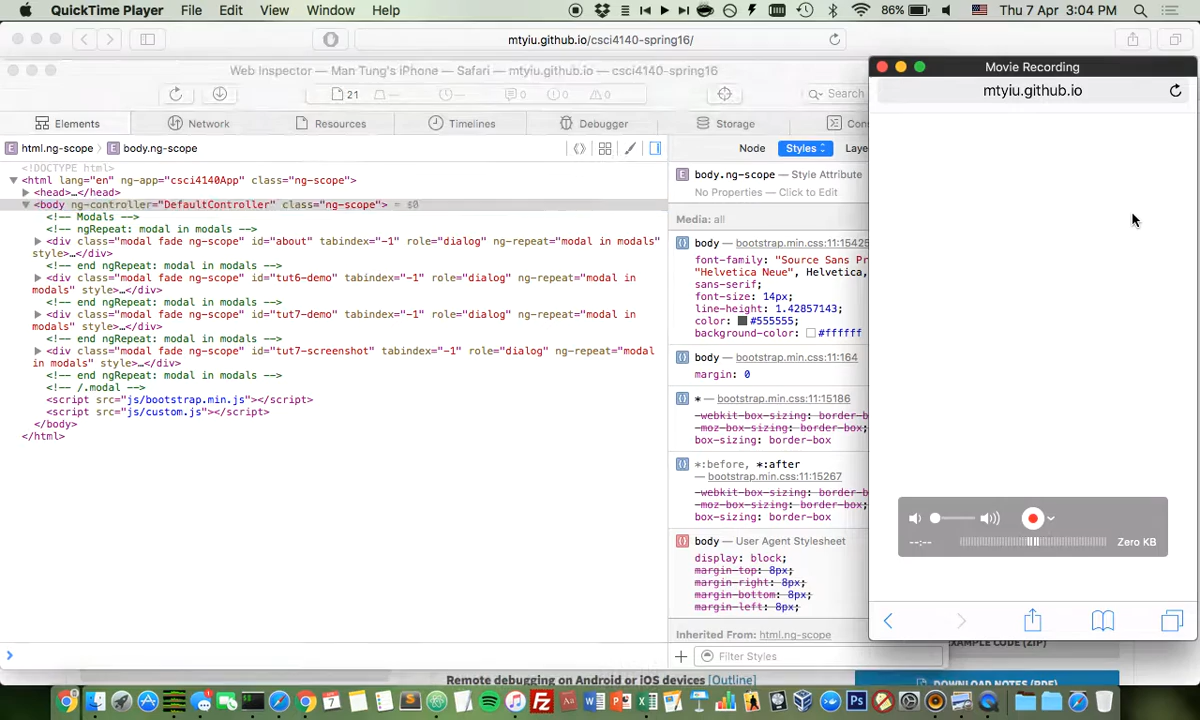 QuickTime Player File Edit View Window Help 86% Thu 7 Apr 3:04 PM
mtyiu.github.io/csci4140-spring16/
Web Inspector — Man Tung's iPhone — Safari — mtyiu.github.io — csci4140-spring16
21 — — 0 0 0 Search
Elements Network Resources Timelines Debugger Storage Con
html.ng-scope body.ng-scope
Node Styles Laye
<!DOCTYPE html>
<html lang="en" ng-app="csci4140App" class="ng-scope">
<head>…</head>
<body ng-controller="DefaultController" class="ng-scope"> = $0
<!-- Modals -->
<!-- ngRepeat: modal in modals -->
<div class="modal fade ng-scope" id="about" tabindex="-1" role="dialog" ng-repeat="modal in modals"
style>…</div>
<!-- end ngRepeat: modal in modals -->
<div class="modal fade ng-scope" id="tut6-demo" tabindex="-1" role="dialog" ng-repeat="modal in
modals" style>…</div>
<!-- end ngRepeat: modal in modals -->
<div class="modal fade ng-scope" id="tut7-demo" tabindex="-1" role="dialog" ng-repeat="modal in
modals" style>…</div>
<!-- end ngRepeat: modal in modals -->
<div class="modal fade ng-scope" id="tut7-screenshot" tabindex="-1" role="dialog" ng-repeat="modal
in modals" style>…</div>
<!-- end ngRepeat: modal in modals -->
<!-- /.modal -->
<script src="js/bootstrap.min.js"></script>
<script src="js/custom.js"></script>
</body>
</html>
E body.ng-scope — Style Attribute
No Properties — Click to Edit
Media: all
body — bootstrap.min.css:11:15425
font-family: "Source Sans Pr
"Helvetica Neue", Helvetica,
sans-serif;
font-size: 14px;
line-height: 1.42857143;
color: #555555;
background-color: #ffffff
body — bootstrap.min.css:11:164
margin: 0
* — bootstrap.min.css:11:15186
-webkit-box-sizing: border-b
-moz-box-sizing: border-box;
box-sizing: border-box
*:before, *:after
— bootstrap.min.css:11:15267
-webkit-box-sizing: border-b
-moz-box-sizing: border-box;
box-sizing: border-box
body — User Agent Stylesheet
display: block;
margin-top: 8px;
margin-right: 8px;
margin-bottom: 8px;
margin-left: 8px;
Inherited From: html.ng-scope
Filter Styles
Movie Recording
mtyiu.github.io
--:-- Zero KB
EXAMPLE CODE (ZIP)
Remote debugging on Android or iOS devices [Outline]
DOWNLOAD NOTES (PDF)